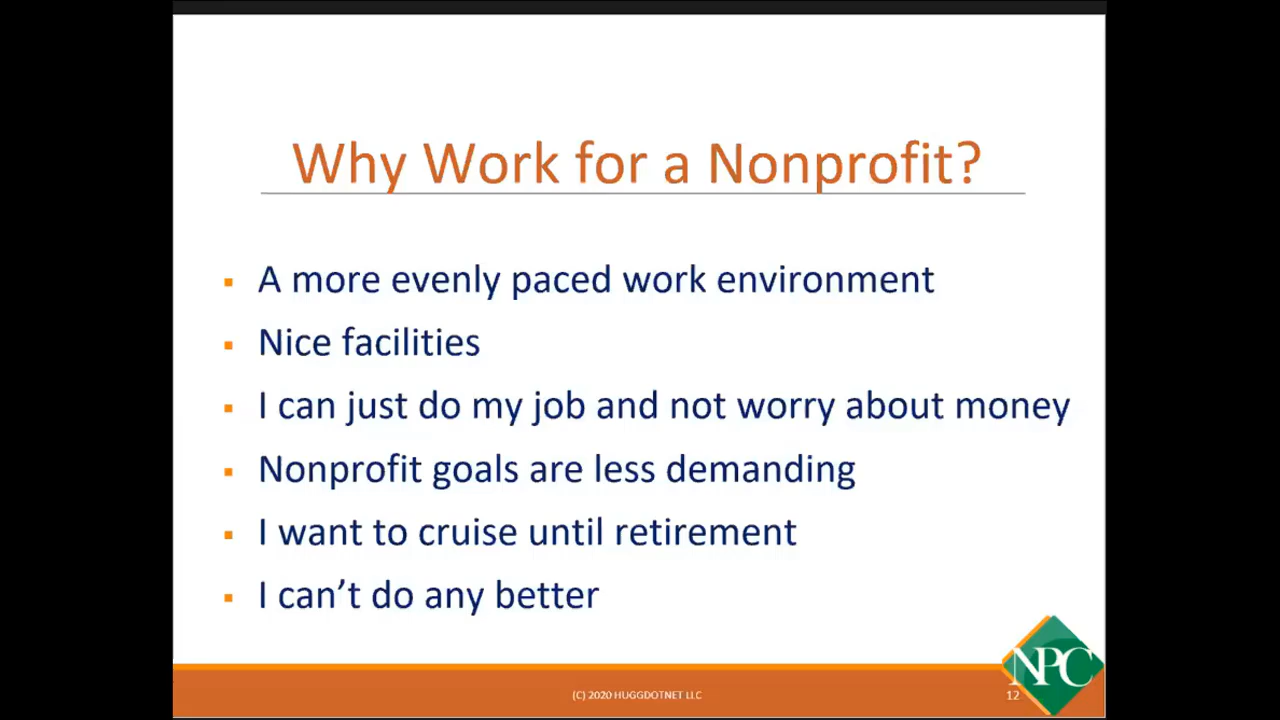 Why Work for a Nonprofit?
▪ A more evenly paced work environment
▪ Nice facilities
▪ I can just do my job and not worry about money
▪ Nonprofit goals are less demanding
▪ I want to cruise until retirement
▪ I can’t do any better
NPC
(C) 2020 HUGGDOTNET LLC
12